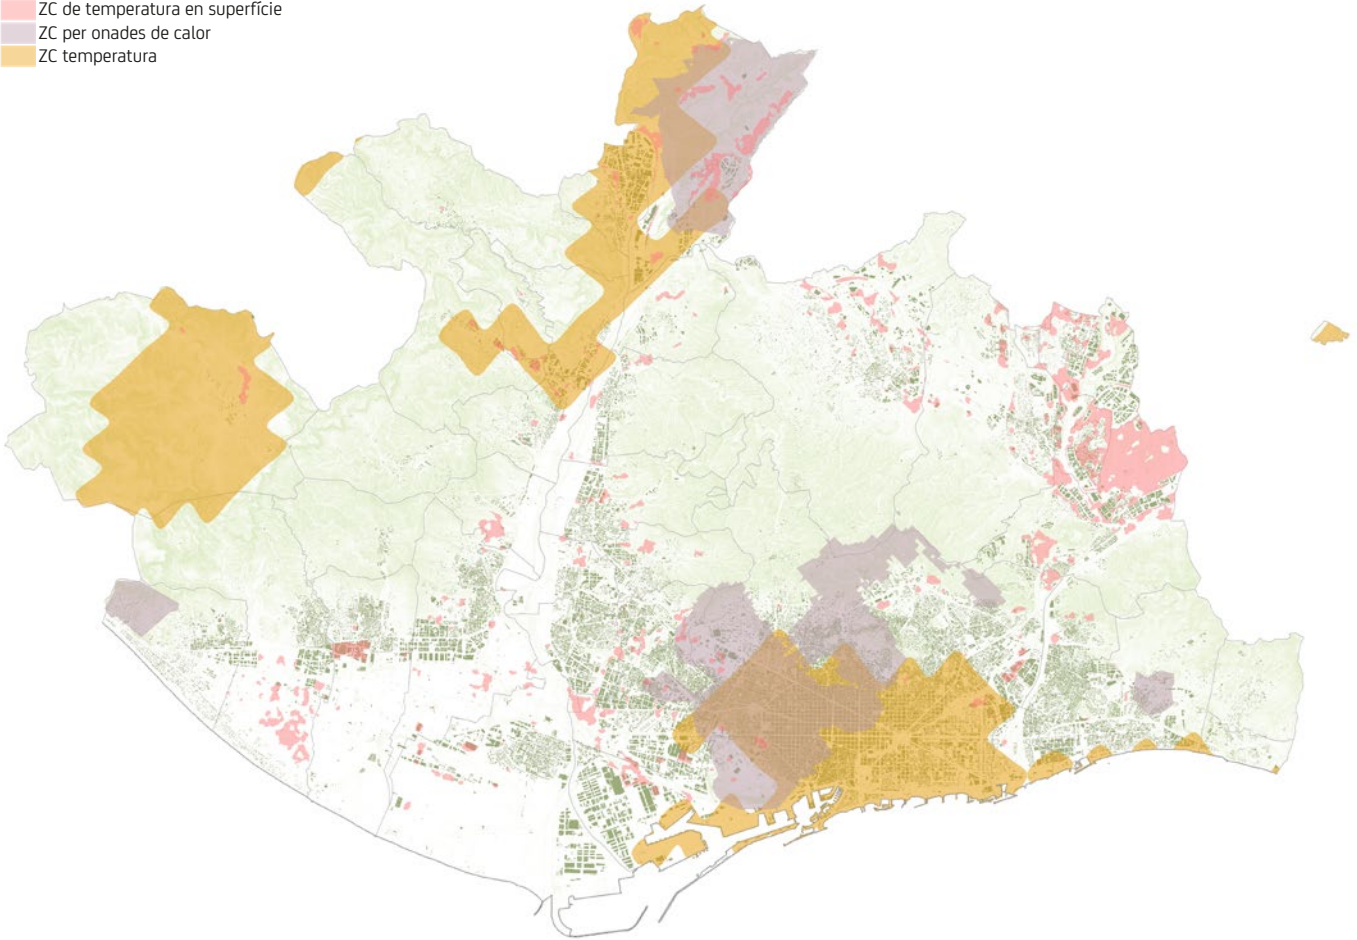 ZC de temperatura en superfície
ZC per onades de calor
ZC temperatura